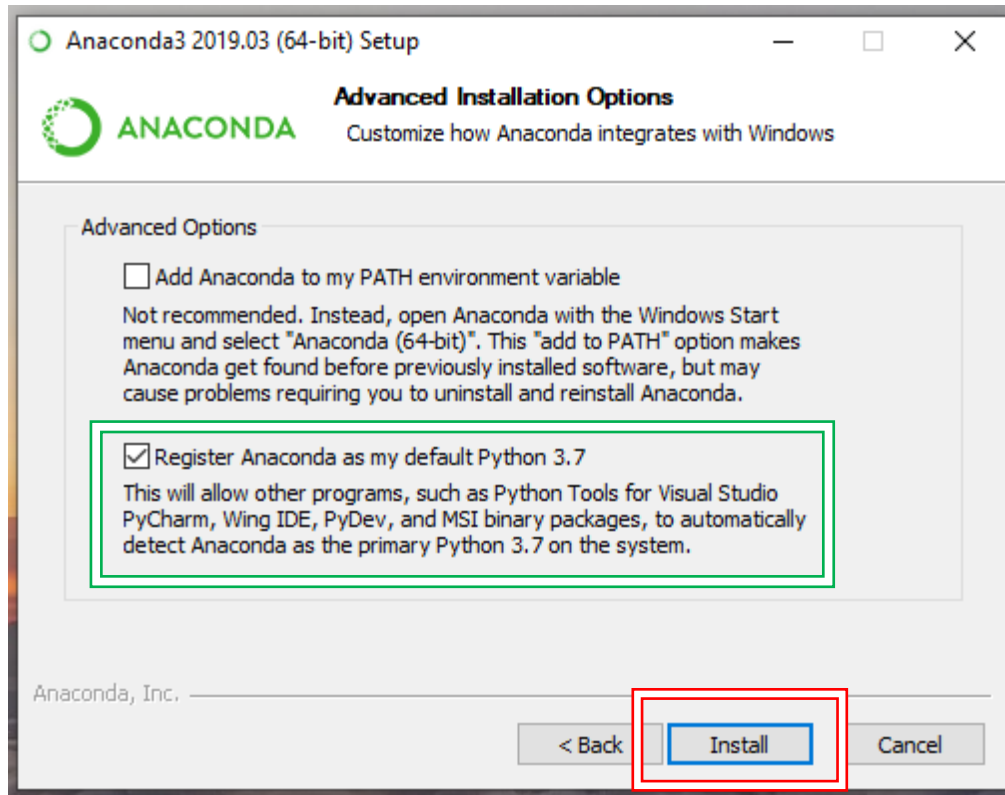 Anaconda3 2019.03 (64-bit) Setup
ANACONDA
Advanced Installation Options
Customize how Anaconda integrates with Windows
Advanced Options
Add Anaconda to my PATH environment variable
Not recommended. Instead, open Anaconda with the Windows Start
menu and select "Anaconda (64-bit)". This "add to PATH" option makes
Anaconda get found before previously installed software, but may
cause problems requiring you to uninstall and reinstall Anaconda.
Register Anaconda as my default Python 3.7
This will allow other programs, such as Python Tools for Visual Studio
PyCharm, Wing IDE, PyDev, and MSI binary packages, to automatically
detect Anaconda as the primary Python 3.7 on the system.
Anaconda, Inc.
< Back
Install
Cancel